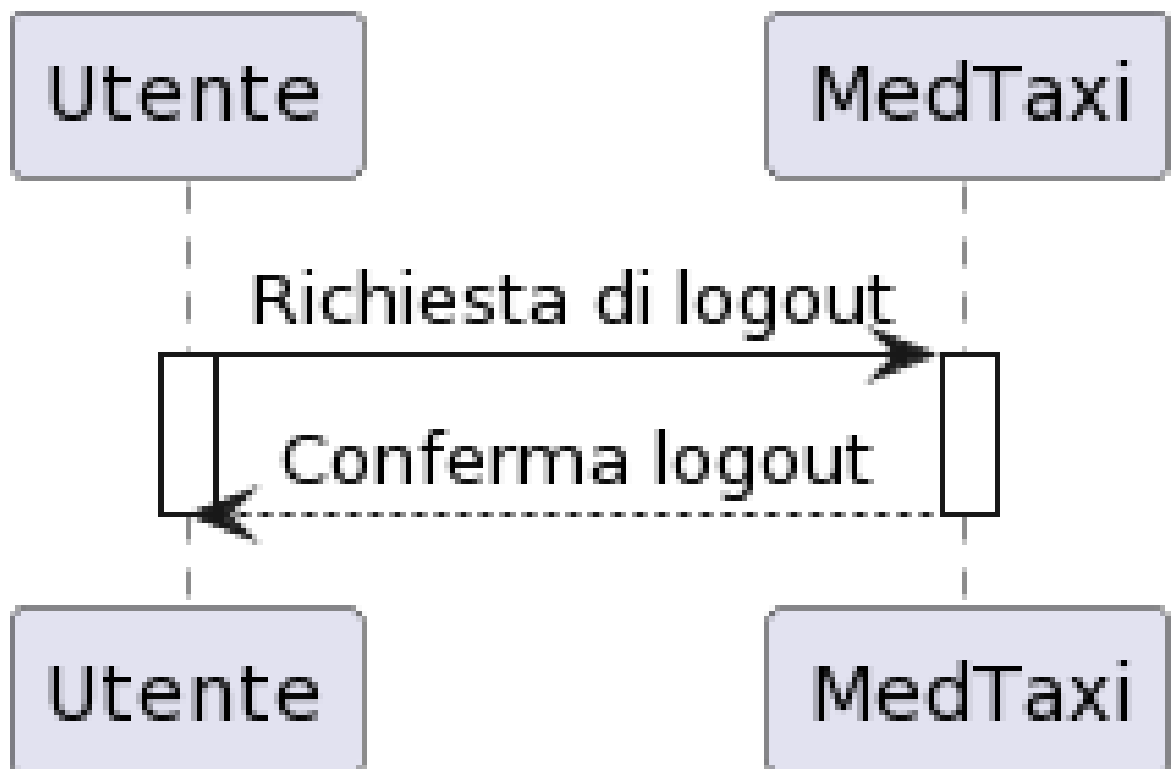 Utente
MedTaxi
Richiesta di logout
Conferma logout
Utente
MedTaxi